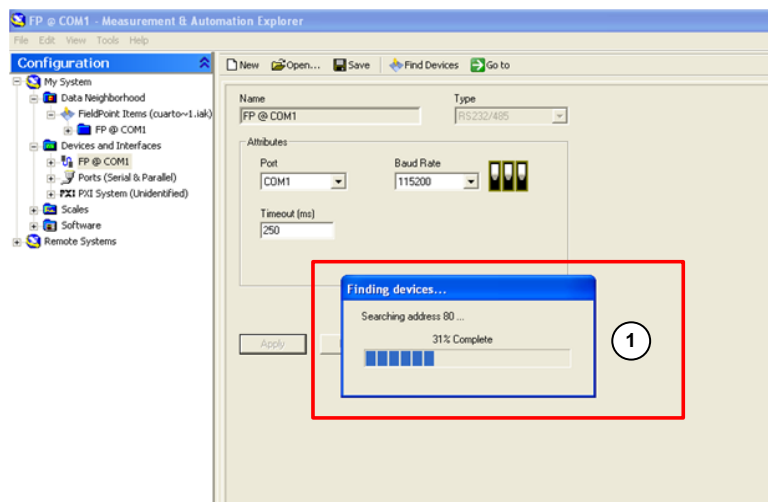 FP @ COM1 - Measurement & Automation Explorer
File Edit View Tools Help
Configuration
New Open... Save Find Devices Go to
My System
Data Neighborhood
FieldPoint Items (cuarto~1.iak)
FP @ COM1
Devices and Interfaces
FP @ COM1
Ports (Serial & Parallel)
PXI PXI System (Unidentified)
Scales
Software
Remote Systems
Name Type
FP @ COM1 RS232/485
Attributes
Port Baud Rate
COM1 115200
Timeout (ms)
250
Finding devices...
Searching address 80 ...
31% Complete
Apply
1